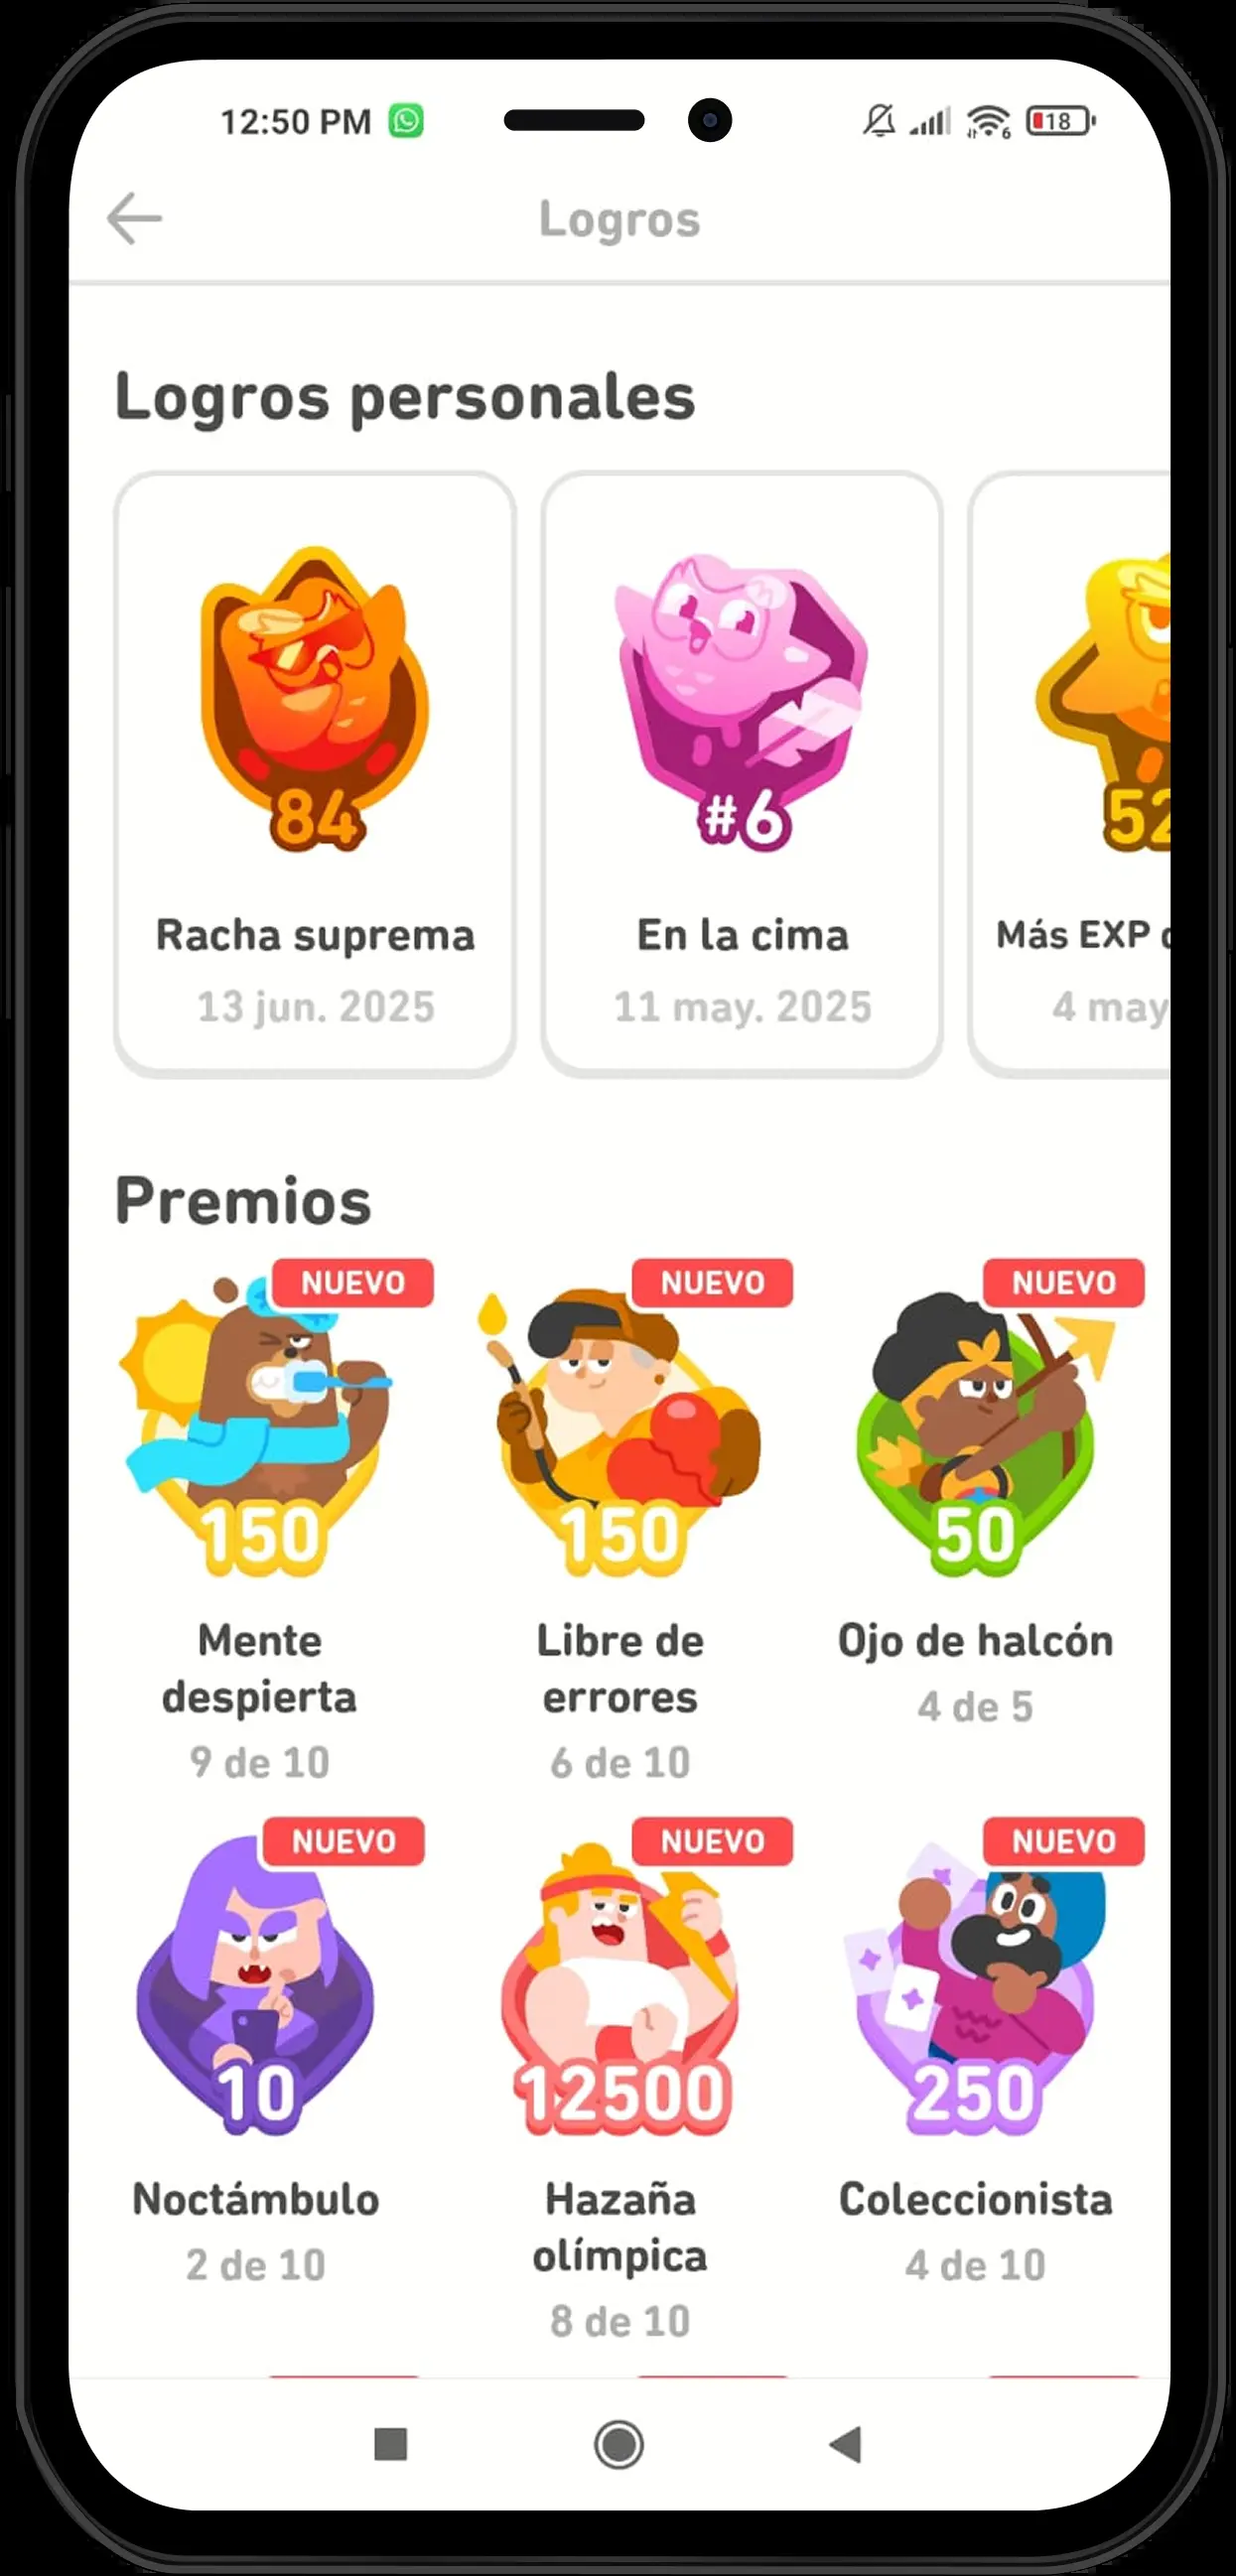 12:50 PM
6
18
Logros
Logros personales
84
#6
Racha suprema
En la cima
Más EXP
13 jun. 2025
11 may. 2025
4 may
Premios
NUEVO
NUEVO
NUEVO
150
150
50
Mente
despierta
9 de 10
Libre de
errores
6 de 10
Ojo de halcón
4 de 5
NUEVO
NUEVO
NUEVO
10
12500
250
Noctámbulo
2 de 10
Hazaña
olímpica
8 de 10
Coleccionista
4 de 10